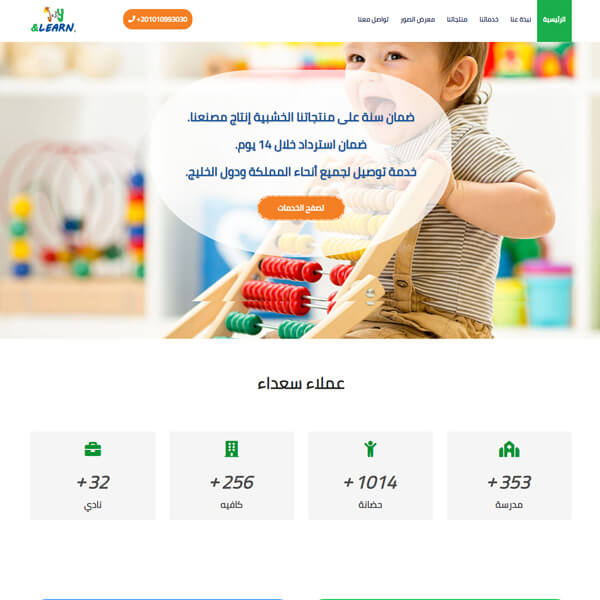 الرئيسية
نبذة عنا
خدماتنا
منتجاتنا
معرض الصور
تواصل معنا
+201010993030
&LEARN.
ضمان سنة على منتجاتنا الخشبية إنتاج مصنعنا.
ضمان استرداد خلال 14 يوم.
خدمة توصيل لجميع أنحاء المملكة ودول الخليج.
تصفح الخدمات
عملاء سعداء
+353
مدرسة
+1014
حضانة
+256
كافيه
+32
نادي